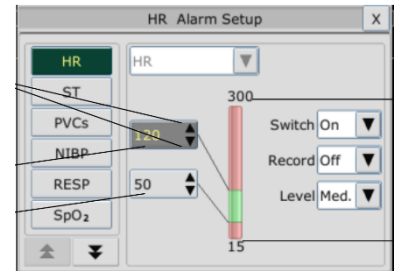 HR Alarm Setup X
HR HR
300
ST
PVCs 120 Switch On
NIBP Record Off
RESP 50 Level Med.
SpO₂
15